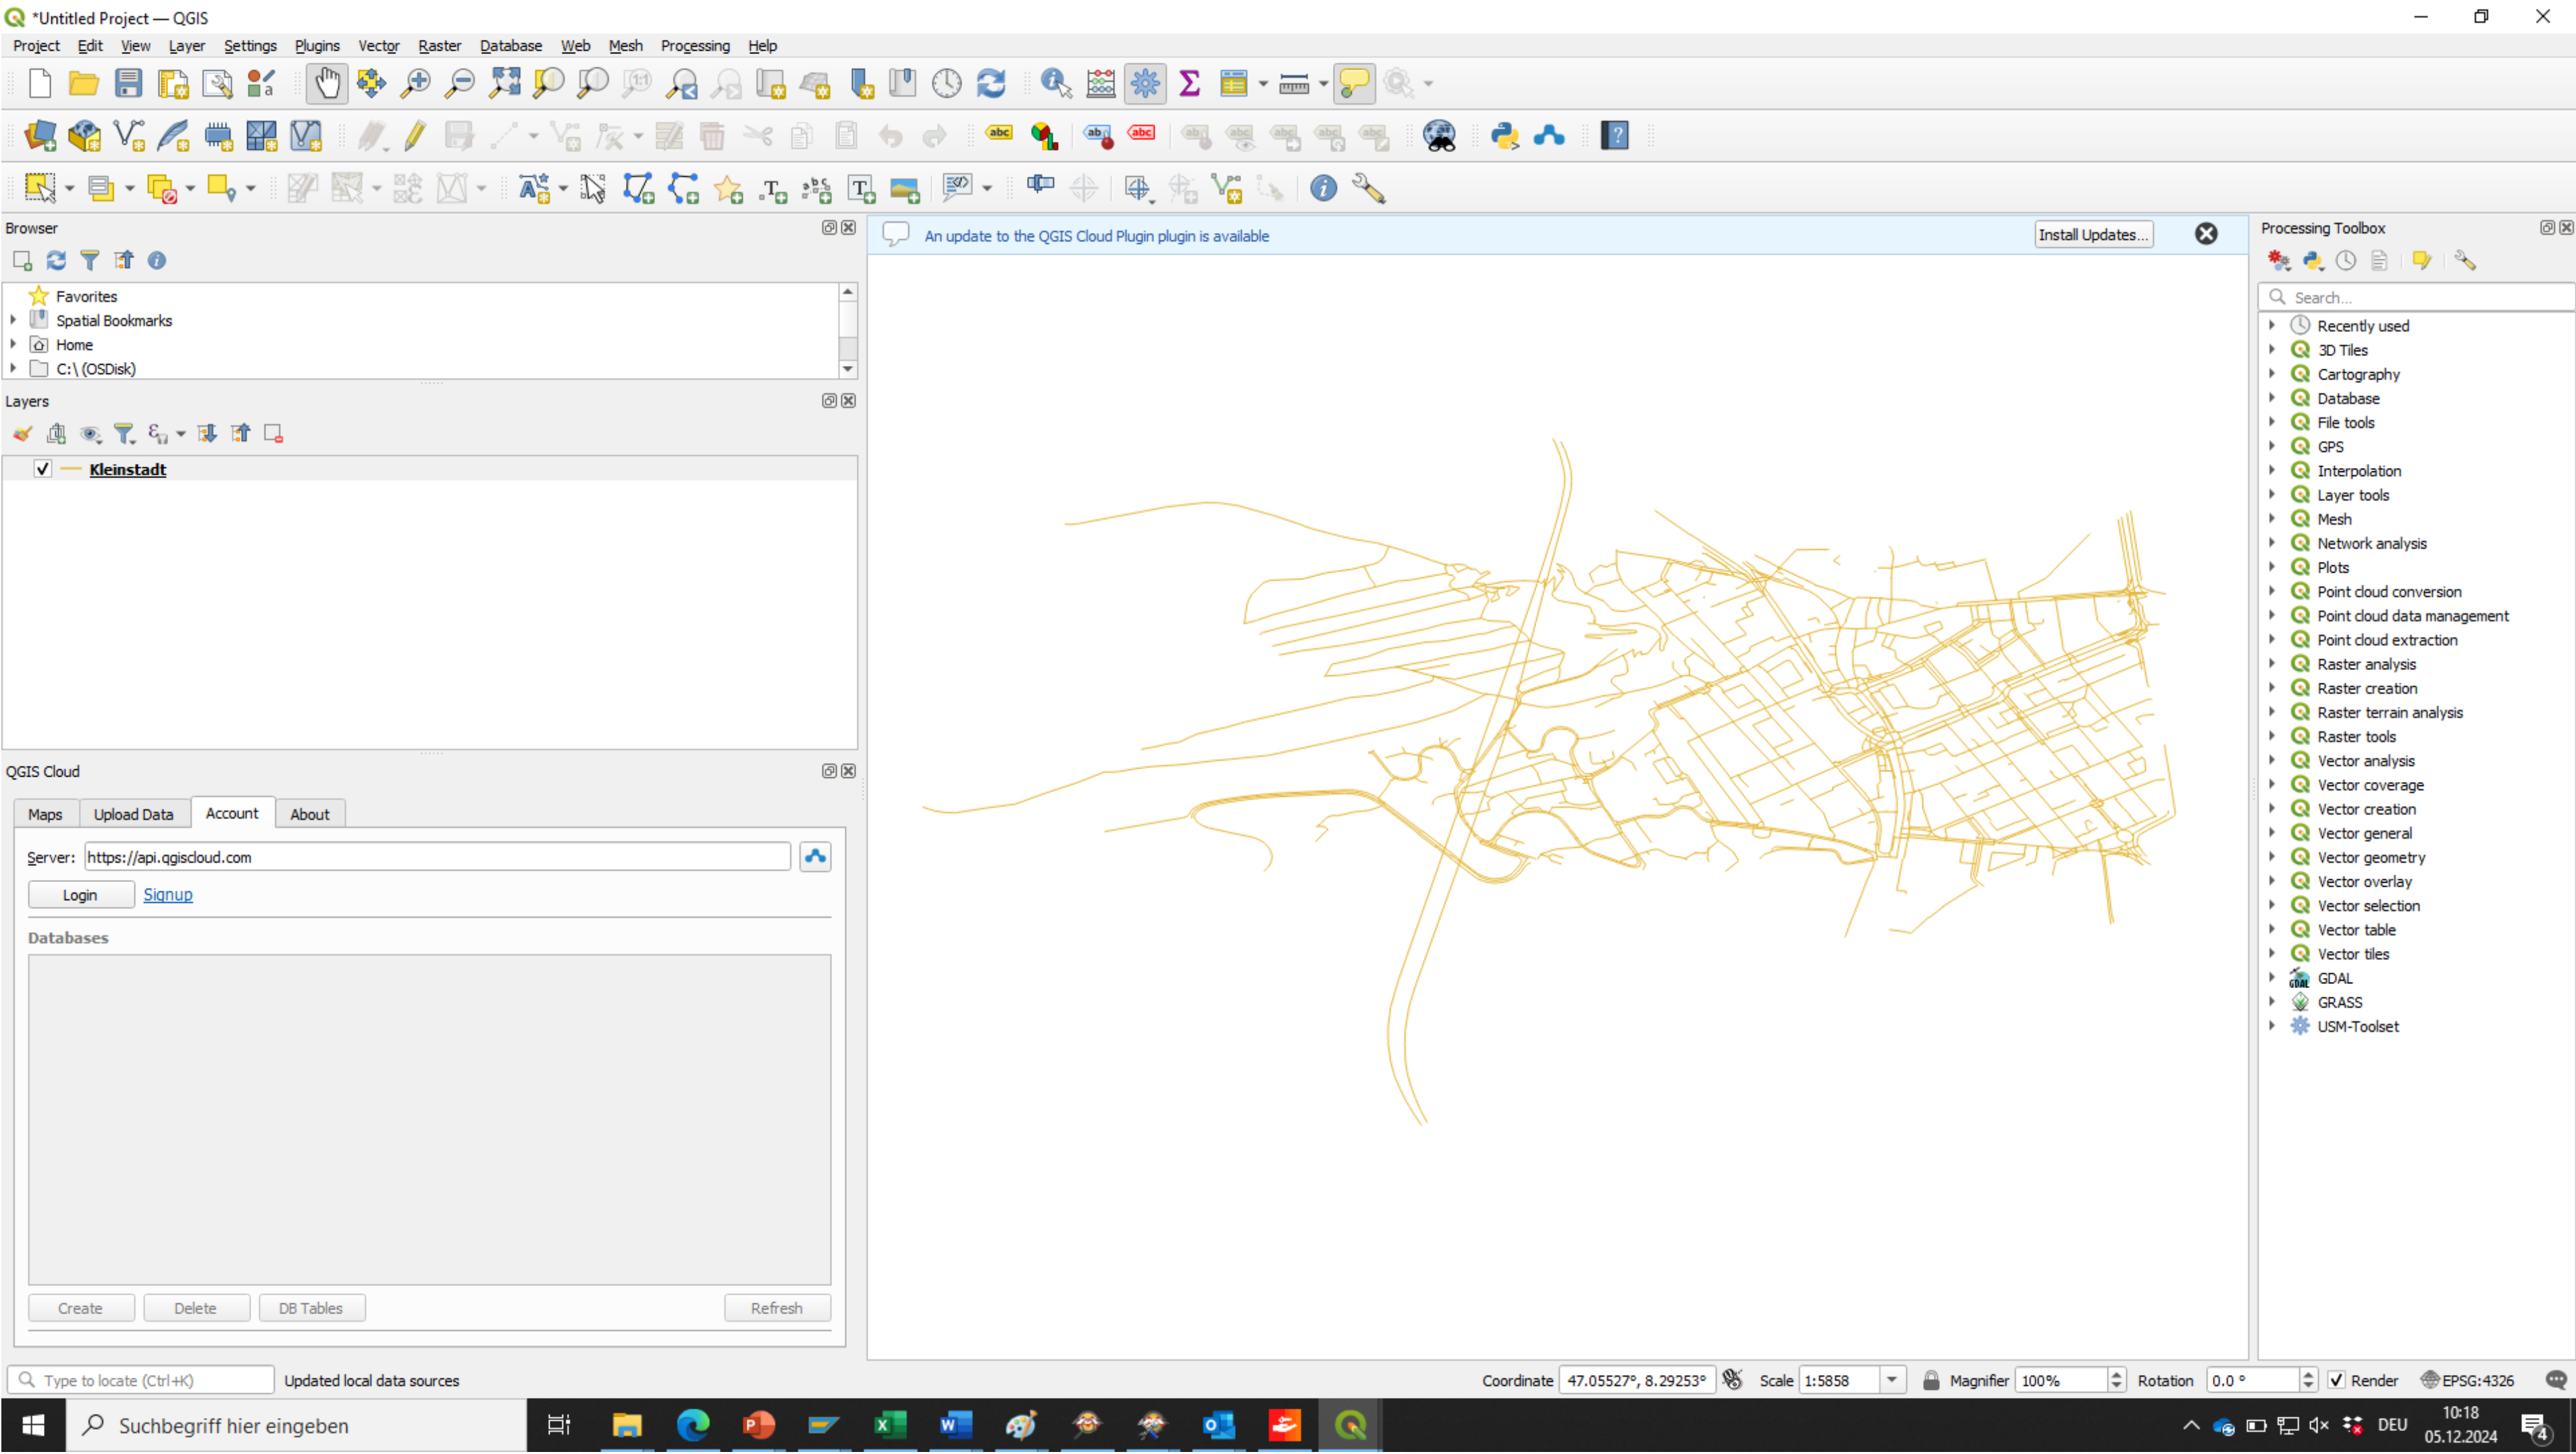 *Untitled Project — QGIS
Project Edit View Layer Settings Plugins Vector Raster Database Web Mesh Processing Help
Browser
Favorites
Spatial Bookmarks
Home
C:\ (OSDisk)
Layers
Kleinstadt
QGIS Cloud
Maps Upload Data Account About
Server: https://api.qgiscloud.com
Login Signup
Databases
Create Delete DB Tables Refresh
An update to the QGIS Cloud Plugin plugin is available Install Updates...
Processing Toolbox
Search...
Recently used
3D Tiles
Cartography
Database
File tools
GPS
Interpolation
Layer tools
Mesh
Network analysis
Plots
Point cloud conversion
Point cloud data management
Point cloud extraction
Raster analysis
Raster creation
Raster terrain analysis
Raster tools
Vector analysis
Vector coverage
Vector creation
Vector general
Vector geometry
Vector overlay
Vector selection
Vector table
Vector tiles
GDAL
GRASS
USM-Toolset
Type to locate (Ctrl+K) Updated local data sources Coordinate 47.05527°, 8.29253° Scale 1:5858 Magnifier 100% Rotation 0.0 ° Render EPSG:4326
Suchbegriff hier eingeben DEU 10:18
05.12.2024 4